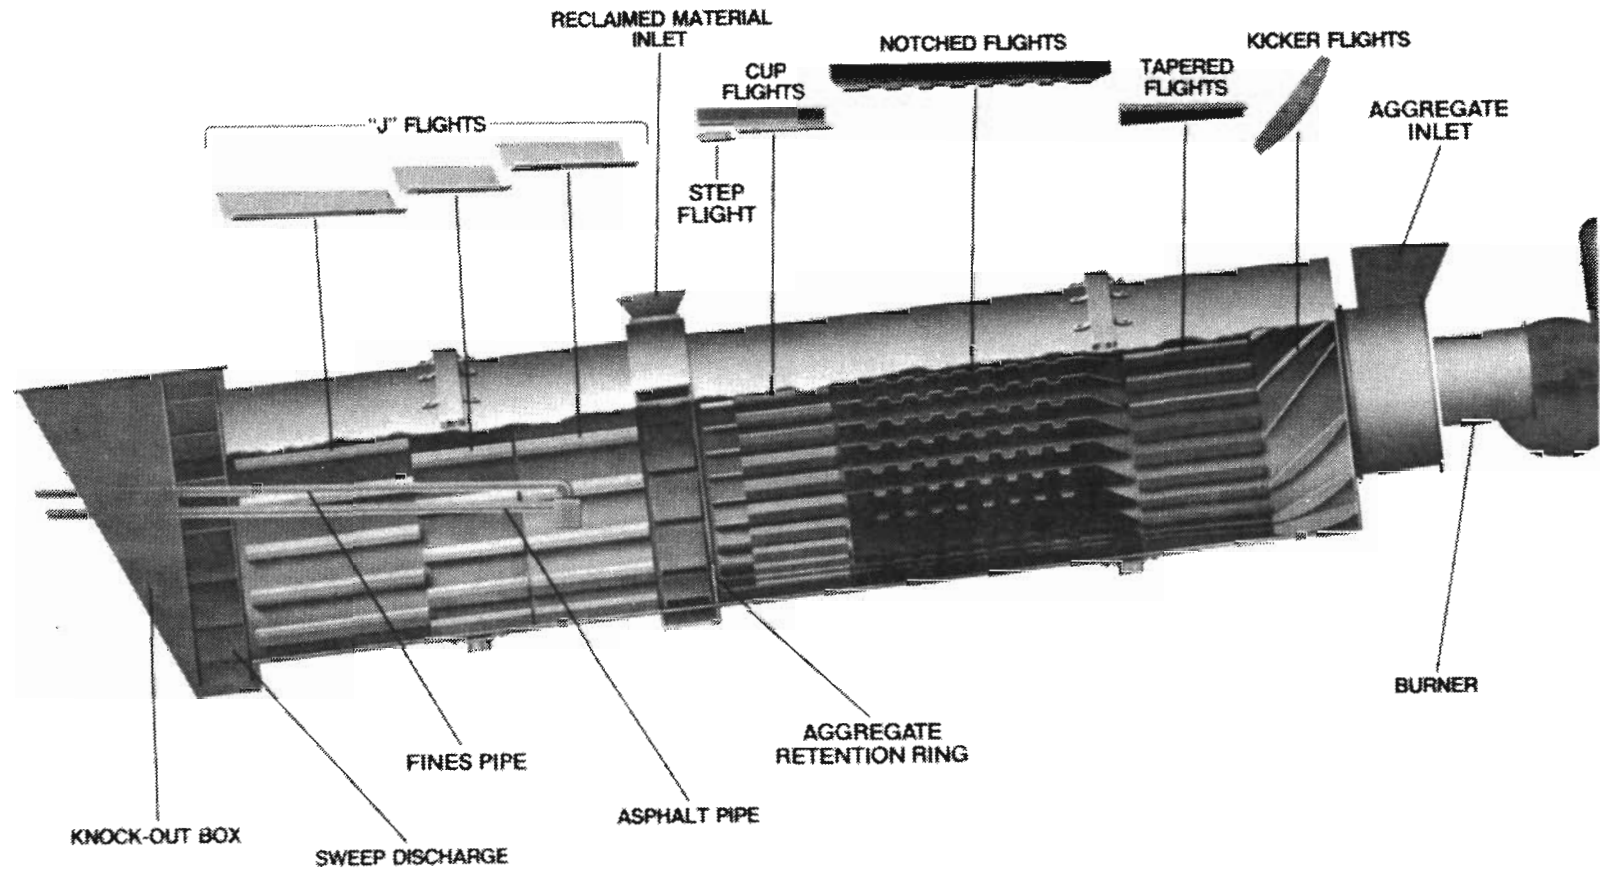 RECLAIMED MATERIAL
INLET
NOTCHED FLIGHTS
KICKER FLIGHTS
CUP
FLIGHTS
TAPERED
FLIGHTS
AGGREGATE
INLET
"J" FLIGHTS
STEP
FLIGHT
BURNER
AGGREGATE
RETENTION RING
FINES PIPE
ASPHALT PIPE
KNOCK-OUT BOX
SWEEP DISCHARGE